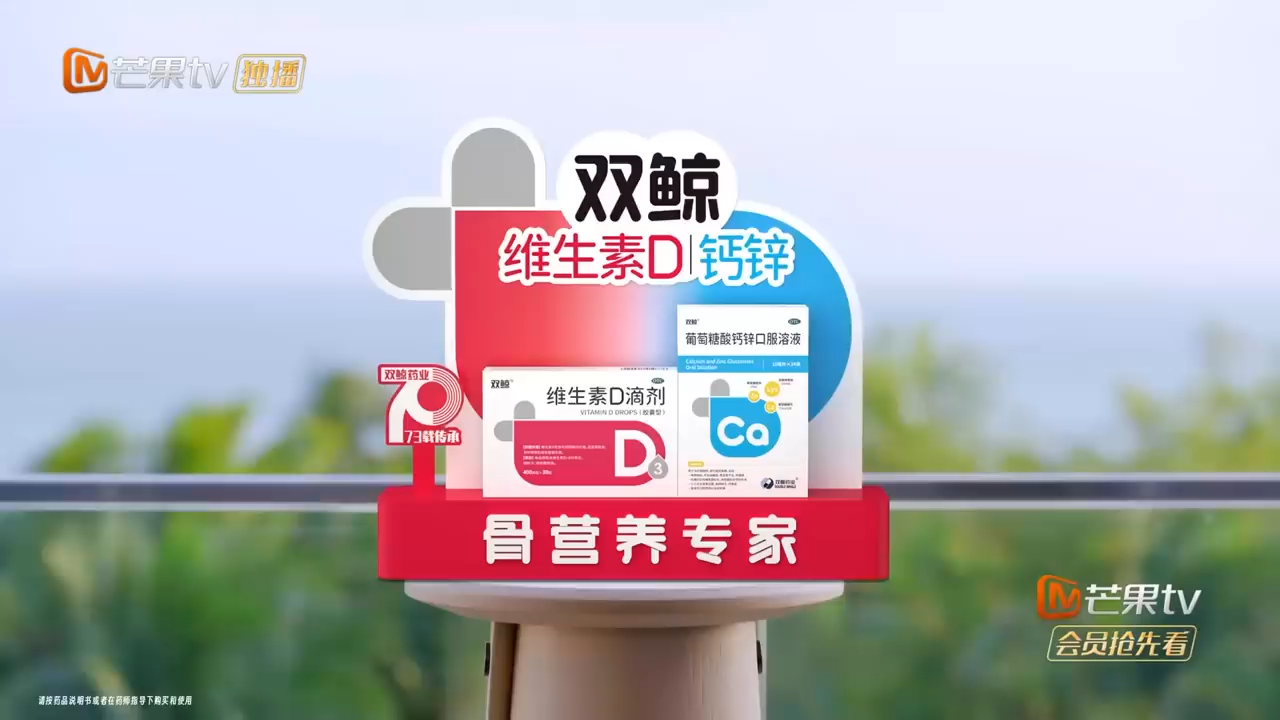 芒果tv 独播
双鲸
维生素D|钙锌
双鲸
葡萄糖酸钙锌口服溶液
Calcium and Zinc Gluconates
Oral Solution
双鲸药业
70
73载传承
双鲸
维生素D滴剂
VITAMIN D DROPS (胶囊型)
D
3
Ca
双鲸药业
骨营养专家
芒果tv
会员抢先看
请按药品说明书或者在药师指导下购买和使用